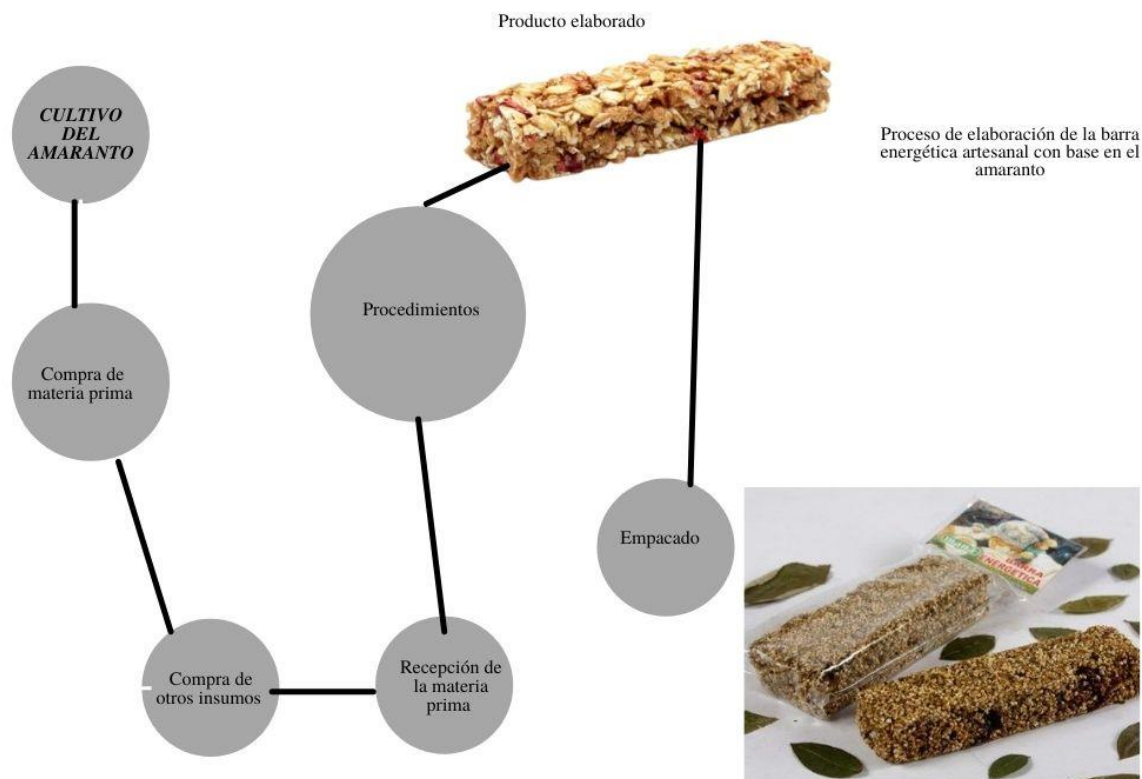 Producto elaborado
CULTIVO
DEL
AMARANTO
Proceso de elaboración de la barra
energética artesanal con base en el
amaranto
Procedimientos
Compra de
materia prima
Empacado
Compra de
otros insumos
Recepción de
la materia
prima
BARRA
ENERGETICA